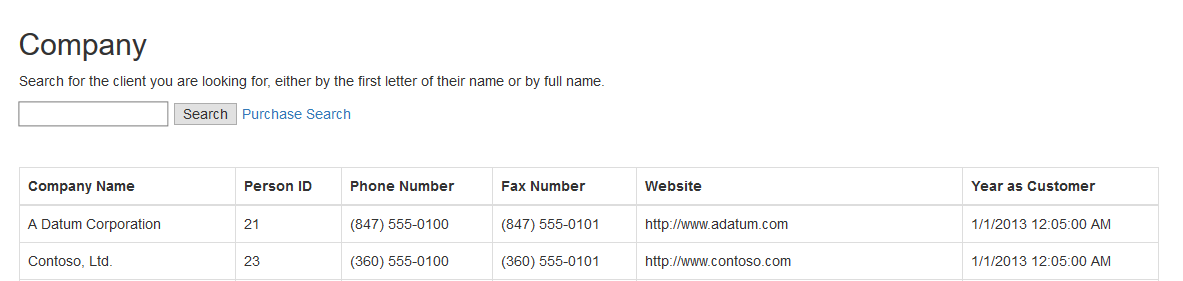 Company
Search for the client you are looking for, either by the first letter of their name or by full name.
Search Purchase Search
Company Name Person ID Phone Number Fax Number Website Year as Customer
A Datum Corporation 21 (847) 555-0100 (847) 555-0101 http://www.adatum.com 1/1/2013 12:05:00 AM
Contoso, Ltd. 23 (360) 555-0100 (360) 555-0101 http://www.contoso.com 1/1/2013 12:05:00 AM